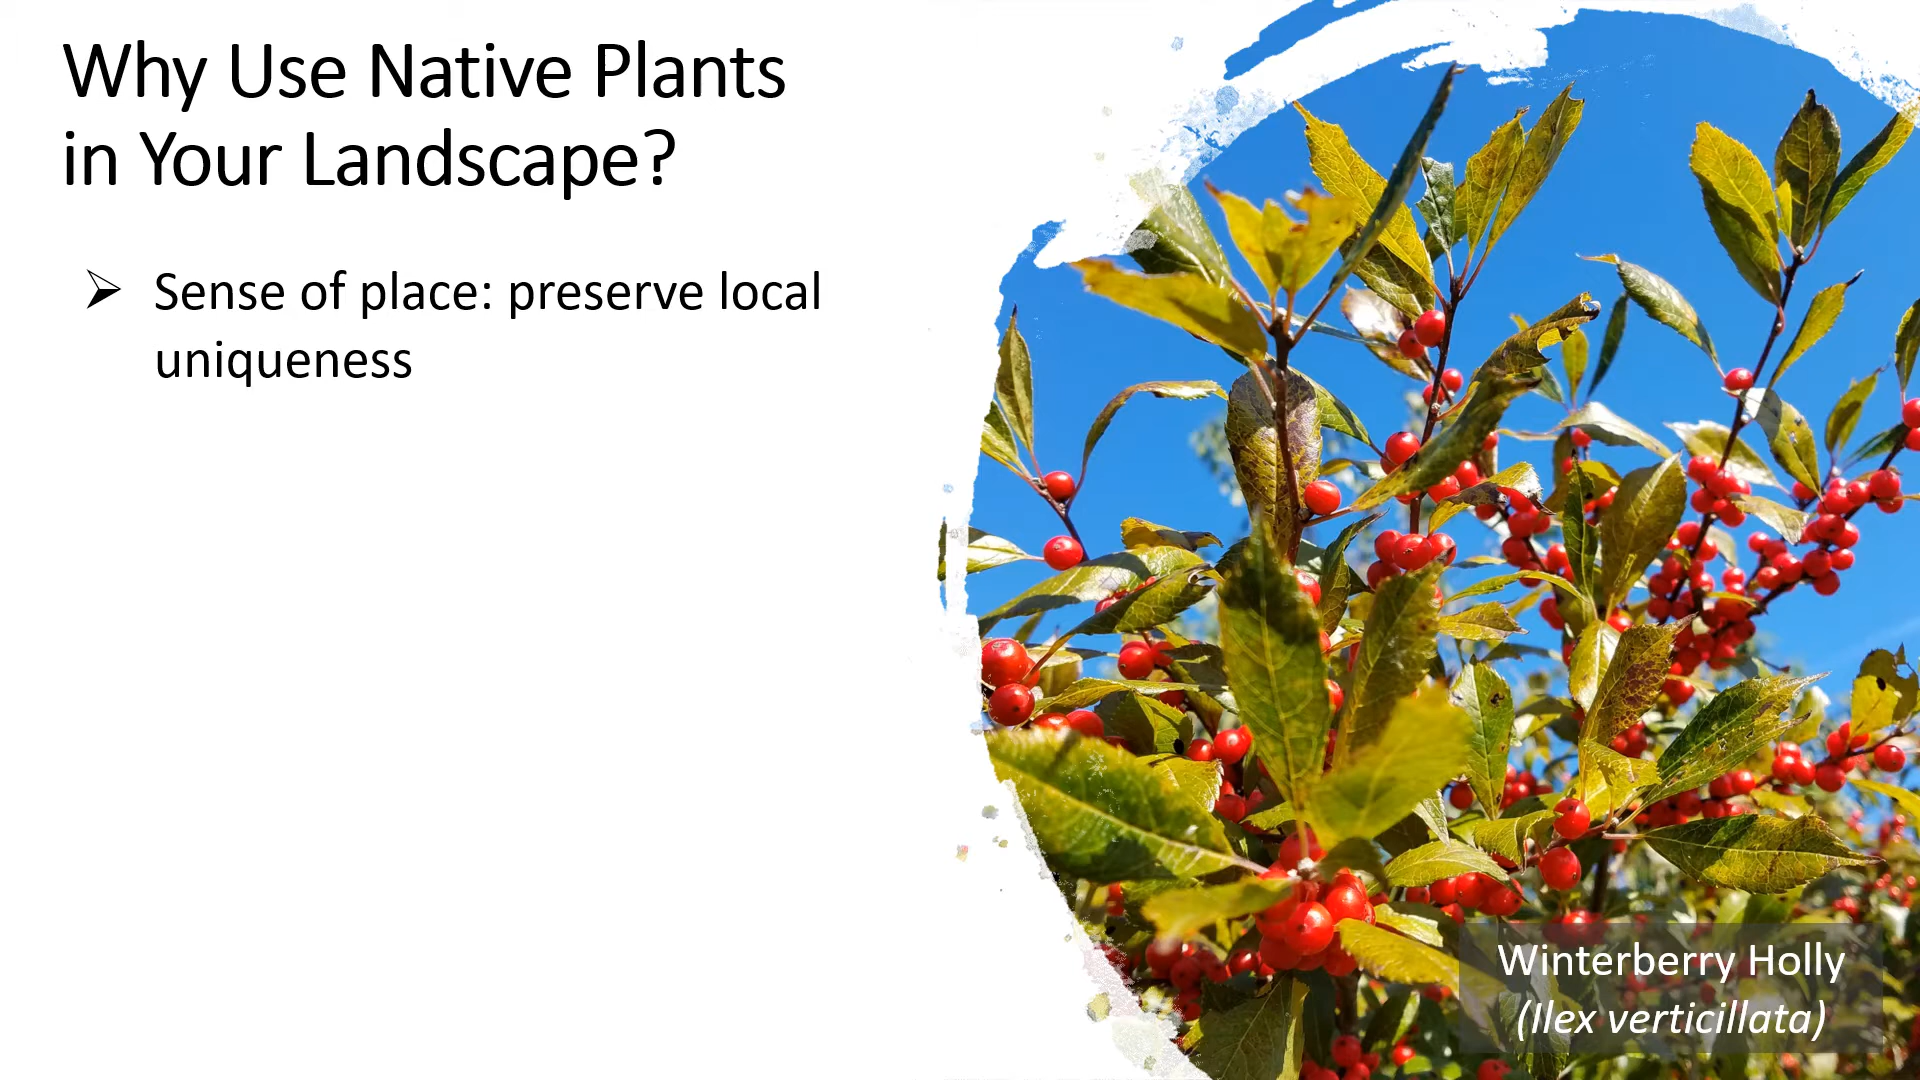 Why Use Native Plants
in Your Landscape?
➢ Sense of place: preserve local
uniqueness
Winterberry Holly
(Ilex verticillata)